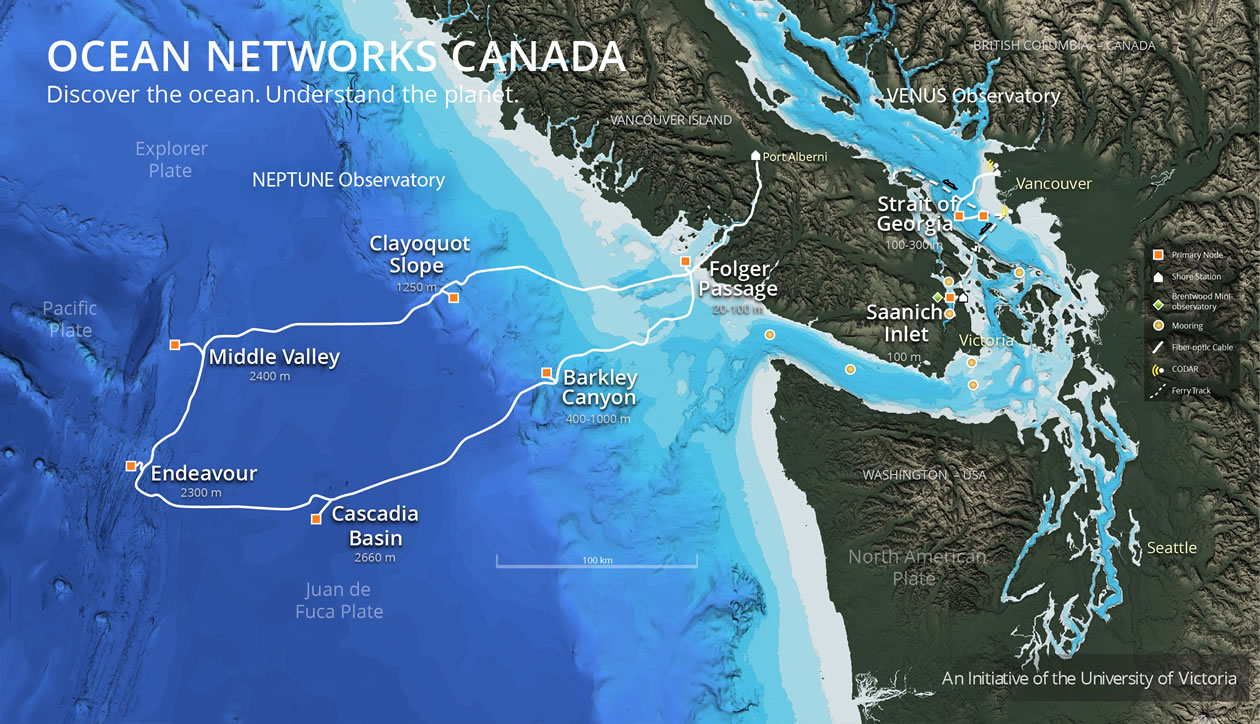 OCEAN NETWORKS CANADA
Discover the ocean. Understand the planet.
BRITISH COLUMBIA – CANADA
VENUS Observatory
VANCOUVER ISLAND
Explorer
Plate
NEPTUNE Observatory
Port Alberni
Vancouver
Strait of
Georgia
100-300 m
Clayoquot
Slope
1250 m
Folger
Passage
20-100 m
Pacific
Plate
Saanich
Inlet
100 m
Victoria
Middle Valley
2400 m
Barkley
Canyon
400-1000 m
Primary Node
Shore Station
Brentwood Mini
observatory
Mooring
Fiber-optic Cable
CODAR
Ferry Track
Endeavour
2300 m
WASHINGTON – USA
Cascadia
Basin
2660 m
100 km
North American
Plate
Seattle
Juan de
Fuca Plate
An Initiative of the University of Victoria